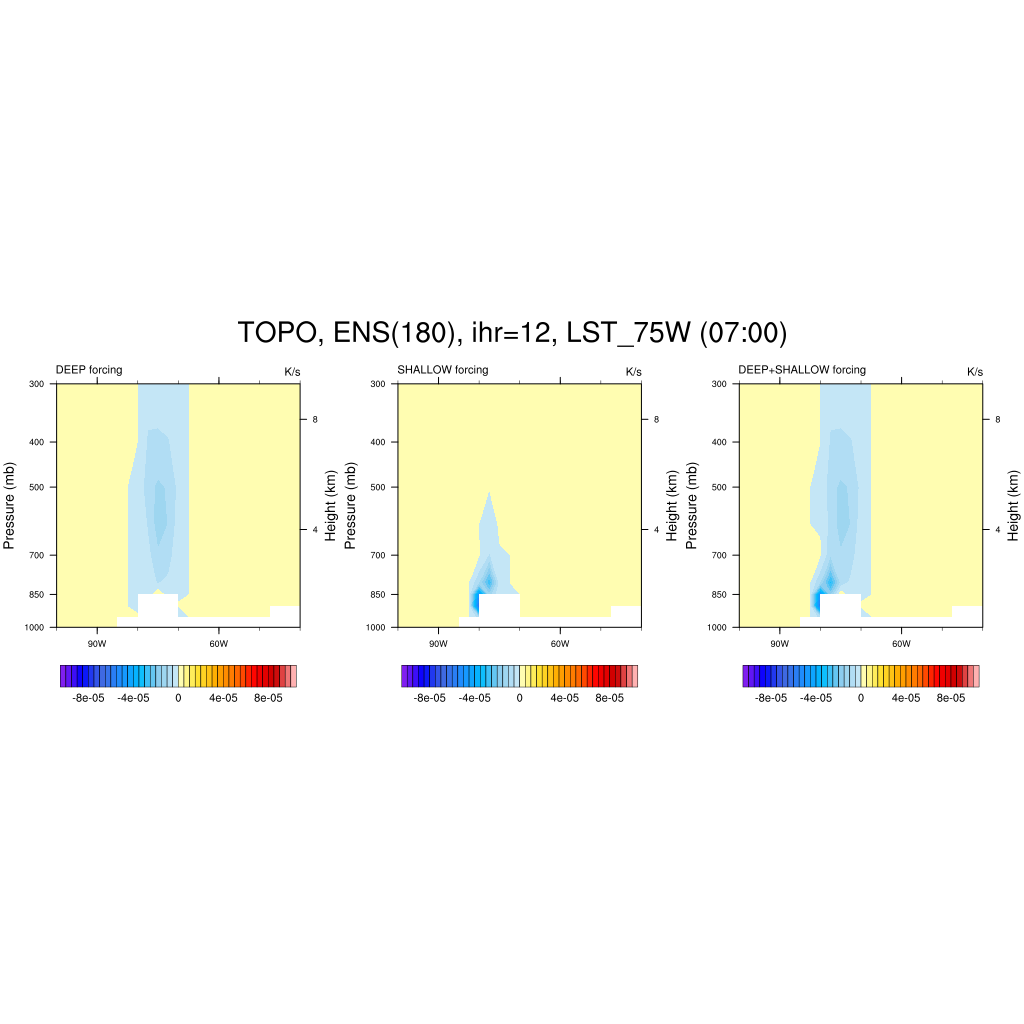 TOPO, ENS(180), ihr=12, LST_75W (07:00)
DEEP forcing K/s
300
400
500
700
850
1000
Pressure (mb)
8
4
Height (km)
90W 60W
-8e-05 -4e-05 0 4e-05 8e-05
SHALLOW forcing K/s
300
400
500
700
850
1000
Pressure (mb)
8
4
Height (km)
90W 60W
-8e-05 -4e-05 0 4e-05 8e-05
DEEP+SHALLOW forcing K/s
300
400
500
700
850
1000
Pressure (mb)
8
4
Height (km)
90W 60W
-8e-05 -4e-05 0 4e-05 8e-05